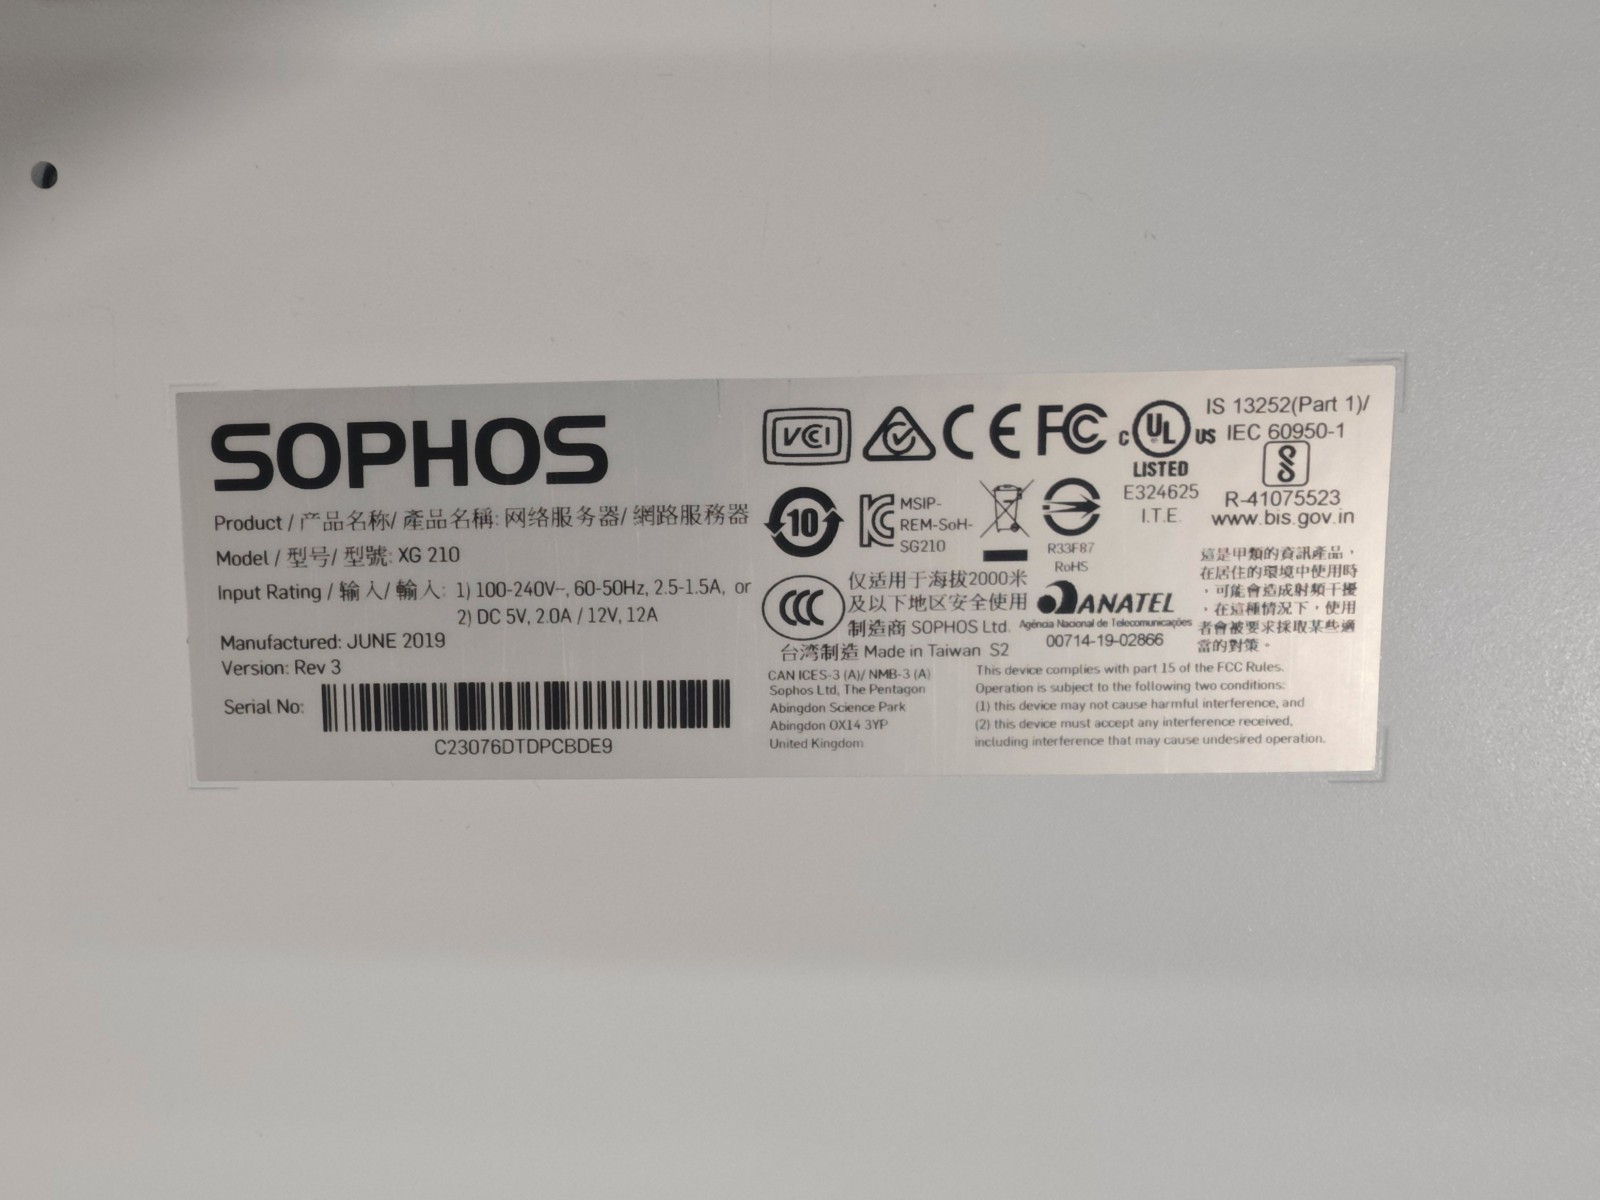 SOPHOS
Product / 产品名称/ 產品名稱: 网络服务器/ 網路服務器
Model / 型号/ 型號: XG 210
Input Rating / 输入/ 輸入: 1) 100-240V~, 60-50Hz, 2.5-1.5A, or
2) DC 5V, 2.0A / 12V, 12A
Manufactured: JUNE 2019
Version: Rev 3
Serial No:
C23076DTDPCBDE9
VCCI
CE FC
c UL US
LISTED
E324625
I.T.E.
IS 13252(Part 1)/
IEC 60950-1
R-41075523
www.bis.gov.in
10
MSIP-
REM-SoH-
SG210
R33F87
RoHS
CCC
仅适用于海拔2000米
及以下地区安全使用
制造商 SOPHOS Ltd.
台湾制造 Made in Taiwan S2
ANATEL
Agência Nacional de Telecomunicações
00714-19-02866
這是甲類的資訊產品，
在居住的環境中使用時
，可能會造成射頻干擾
，在這種情況下，使用
者會被要求採取某些適
當的對策。
CAN ICES-3 (A)/ NMB-3 (A)
Sophos Ltd, The Pentagon
Abingdon Science Park
Abingdon OX14 3YP
United Kingdom
This device complies with part 15 of the FCC Rules.
Operation is subject to the following two conditions:
(1) this device may not cause harmful interference, and
(2) this device must accept any interference received,
including interference that may cause undesired operation.